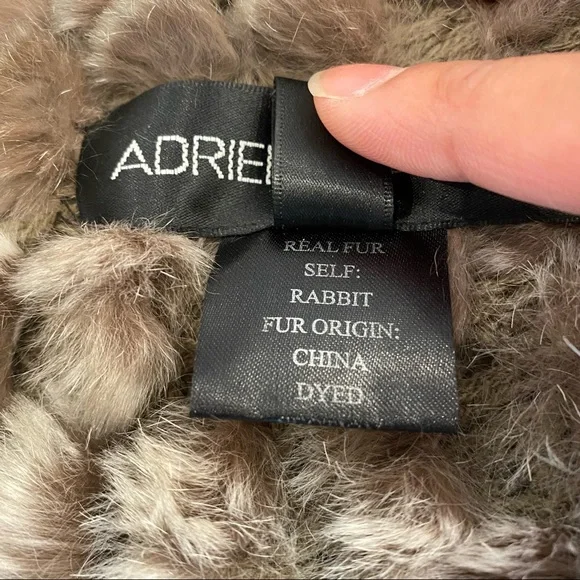 ADRIE
REAL FUR
SELF:
RABBIT
FUR ORIGIN:
CHINA
DYED